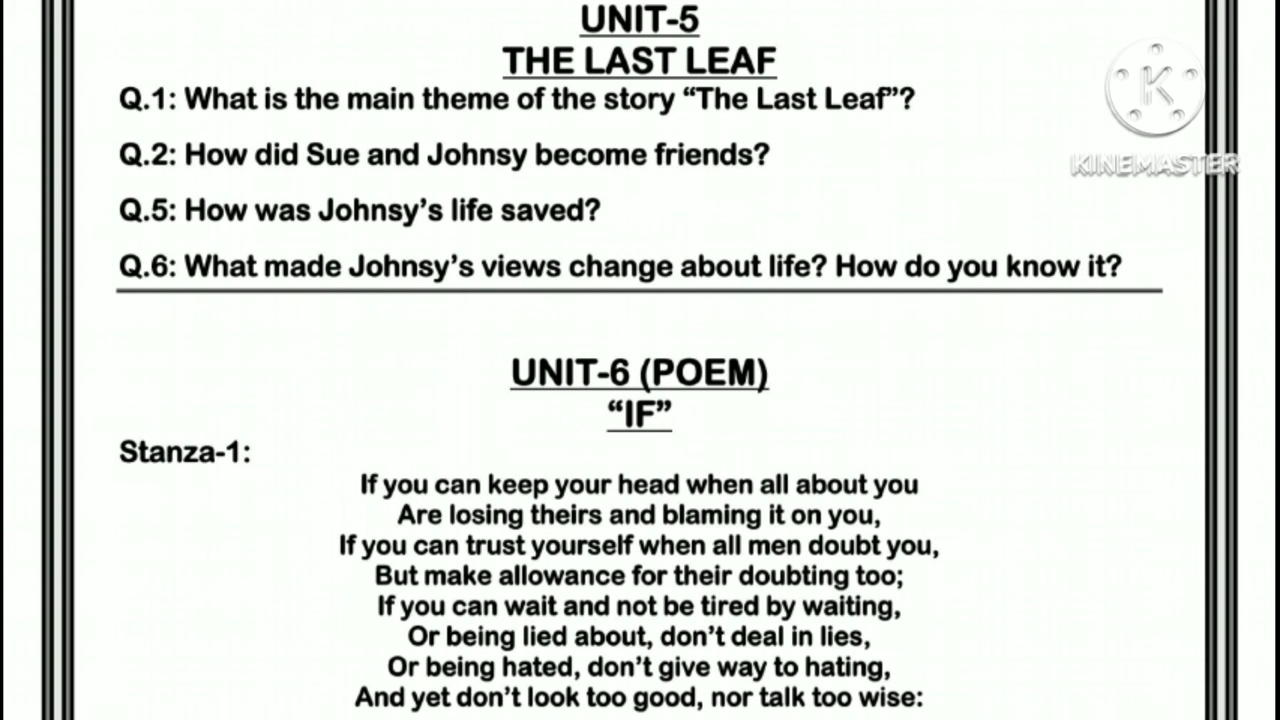 UNIT-5
THE LAST LEAF
Q.1: What is the main theme of the story “The Last Leaf”?
Q.2: How did Sue and Johnsy become friends?
Q.5: How was Johnsy’s life saved?
Q.6: What made Johnsy’s views change about life? How do you know it?
K
KINEMASTER
UNIT-6 (POEM)
“IF”
Stanza-1:
If you can keep your head when all about you
Are losing theirs and blaming it on you,
If you can trust yourself when all men doubt you,
But make allowance for their doubting too;
If you can wait and not be tired by waiting,
Or being lied about, don’t deal in lies,
Or being hated, don’t give way to hating,
And yet don’t look too good, nor talk too wise: